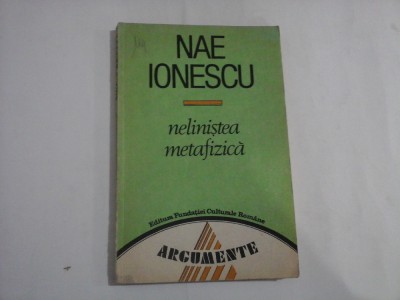 NAE
IONESCU
neliniștea
metafizică
Editura Fundației Culturale Române
ARGUMENTE